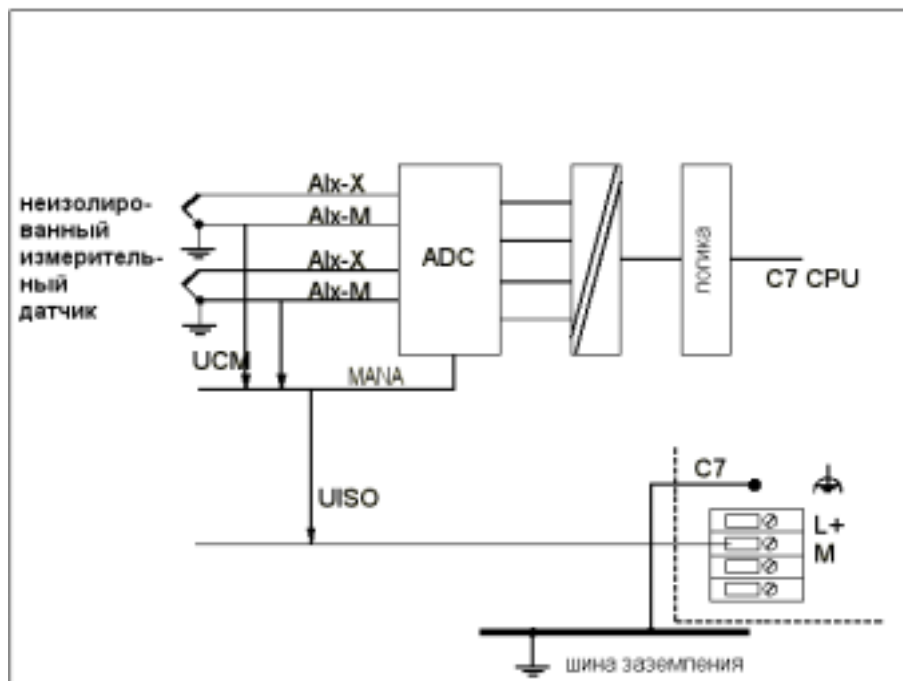 неизолиро-
ванный
измеритель-
ный
датчик
AIx-X
AIx-M
AIx-X
AIx-M
ADC
логика
C7 CPU
UCM
MANA
UISO
C7
L+
M
шина заземления